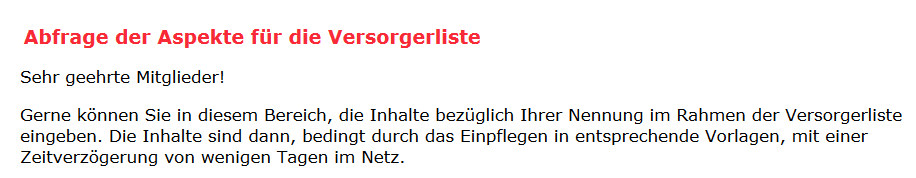 Abfrage der Aspekte für die Versorgerliste
Sehr geehrte Mitglieder!
Gerne können Sie in diesem Bereich, die Inhalte bezüglich Ihrer Nennung im Rahmen der Versorgerliste
eingeben. Die Inhalte sind dann, bedingt durch das Einpflegen in entsprechende Vorlagen, mit einer
Zeitverzögerung von wenigen Tagen im Netz.